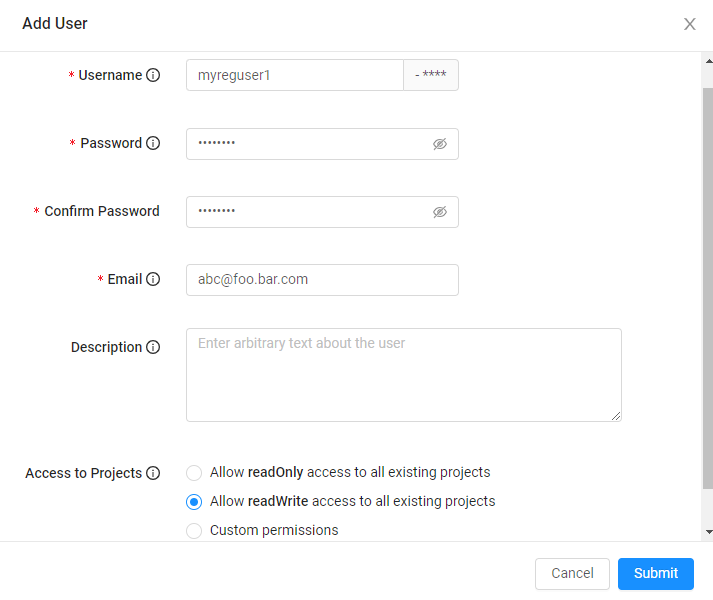 Add User
* Username
myreguser1
- ****
* Password
••••••••
* Confirm Password
••••••••
* Email
abc@foo.bar.com
Description
Enter arbitrary text about the user
Access to Projects
Allow readOnly access to all existing projects
Allow readWrite access to all existing projects
Custom permissions
Cancel
Submit